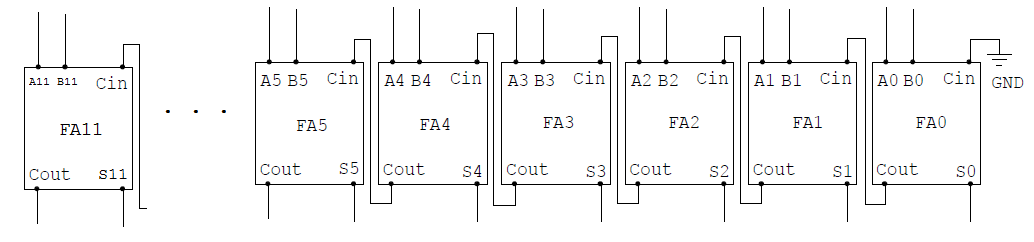 A11 B11 Cin
FA11
Cout S11
. . .
A5 B5 Cin
FA5
Cout S5
A4 B4 Cin
FA4
Cout S4
A3 B3 Cin
FA3
Cout S3
A2 B2 Cin
FA2
Cout S2
A1 B1 Cin
FA1
Cout S1
A0 B0 Cin
FA0
Cout S0
GND